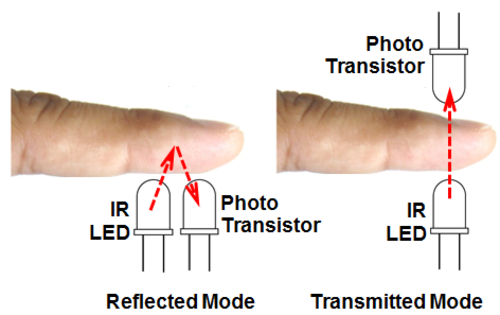 IR
LED
Photo
Transistor
Reflected Mode
Photo
Transistor
IR
LED
Transmitted Mode